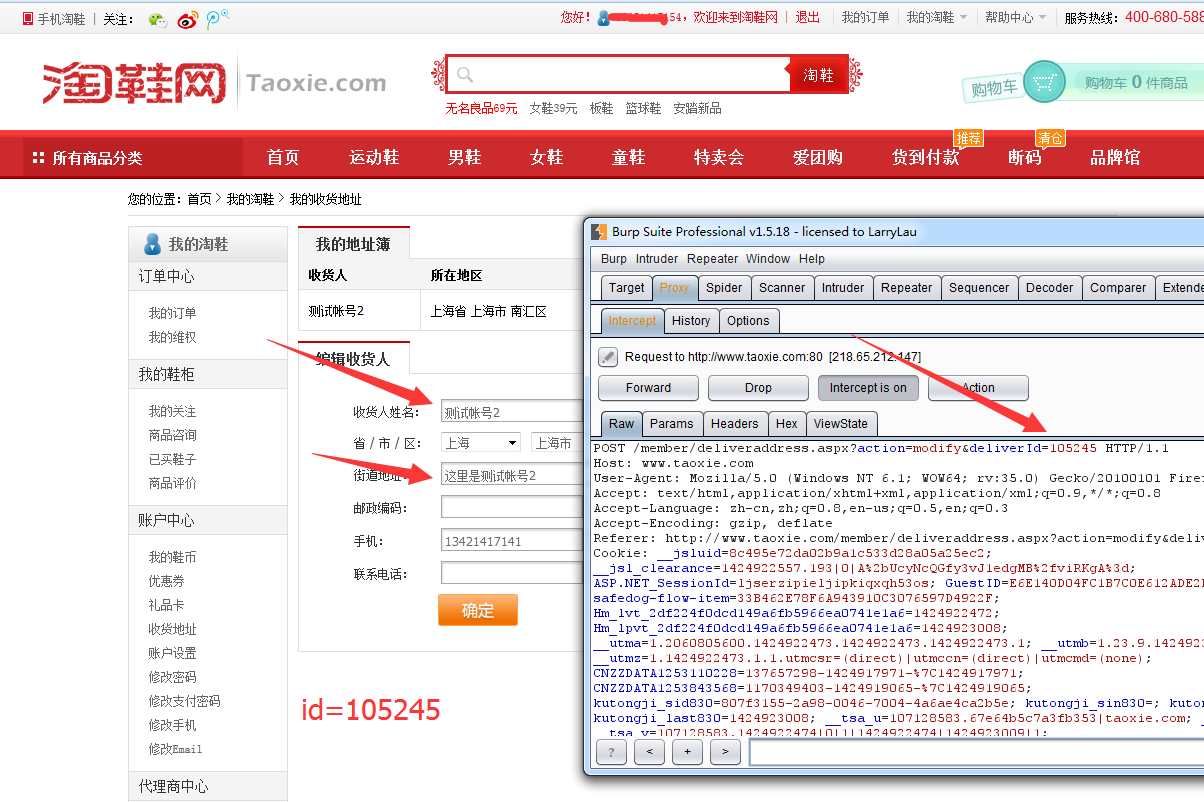 手机淘鞋 | 关注：
您好！ 154，欢迎来到淘鞋网 | 退出 | 我的订单 | 我的淘鞋 | 帮助中心 | 服务热线：400-680-588
淘鞋网 Taoxie.com
淘鞋
无名良品69元 女鞋39元 板鞋 篮球鞋 安踏新品
购物车 购物车 0 件商品
推荐 清仓
所有商品分类 首页 运动鞋 男鞋 女鞋 童鞋 特卖会 爱团购 货到付款 断码 品牌馆
您的位置：首页 > 我的淘鞋 > 我的收货地址
我的淘鞋
订单中心
我的订单
我的维权
我的鞋柜
我的关注
商品咨询
已买鞋子
商品评价
账户中心
我的鞋币
优惠券
礼品卡
收货地址
账户设置
修改密码
修改支付密码
修改手机
修改Email
代理商中心
我的地址簿
收货人 所在地区
测试帐号2 上海省 上海市 南汇区
编辑收货人
收货人姓名： 测试帐号2
省 / 市 / 区： 上海 上海市
街道地址： 这里是测试帐号2
邮政编码：
手机： 13421417141
联系电话：
确定
id=105245
Burp Suite Professional v1.5.18 - licensed to LarryLau
Burp Intruder Repeater Window Help
Target Proxy Spider Scanner Intruder Repeater Sequencer Decoder Comparer Extende
Intercept History Options
Request to http://www.taoxie.com:80 [218.65.212.147]
Forward Drop Intercept is on Action
Raw Params Headers Hex ViewState
POST /member/deliveraddress.aspx?action=modify&deliverId=105245 HTTP/1.1
Host: www.taoxie.com
User-Agent: Mozilla/5.0 (Windows NT 6.1; WOW64; rv:35.0) Gecko/20100101 Firef
Accept: text/html,application/xhtml+xml,application/xml;q=0.9,*/*;q=0.8
Accept-Language: zh-cn,zh;q=0.8,en-us;q=0.5,en;q=0.3
Accept-Encoding: gzip, deflate
Referer: http://www.taoxie.com/member/deliveraddress.aspx?action=modify&deliv
Cookie: __jsluid=8c495e72da02b9a1c533d28a05a25ec2;
__jsl_clearance=1424922557.193|0|A%2bUcyNcQGfy3vJ1edgMB%2fviRKgA%3d;
ASP.NET_SessionId=ljserzipieljipkiqxqh53os; GuestID=E6E140D04FC1B7C0E612ADE2
safedog-flow-item=33B462E78F6A943910C3076597D4922F;
Hm_lvt_2df224f0dcd149a6fb5966ea0741e1a6=1424922472;
Hm_lpvt_2df224f0dcd149a6fb5966ea0741e1a6=1424923008;
__utma=1.2060805600.1424922473.1424922473.1424922473.1; __utmb=1.23.9.1424923
__utmz=1.1424922473.1.1.utmcsr=(direct)|utmccn=(direct)|utmcmd=(none);
CNZZDATA1253110228=137657298-1424917971-%7C1424917971;
CNZZDATA1253843568=1170349403-1424919065-%7C1424919065;
kutongji_sid830=807f3155-2a98-0046-7004-4a6ae4ca2b5e; kutongji_sin830=; kuton
kutongji_last830=1424923008; __tsa_u=107128583.67e64b5c7a3fb353|taoxie.com; _
__tsa_v=107128583.1424922474|0|1|1424922474|1424923009|1;
? < + >